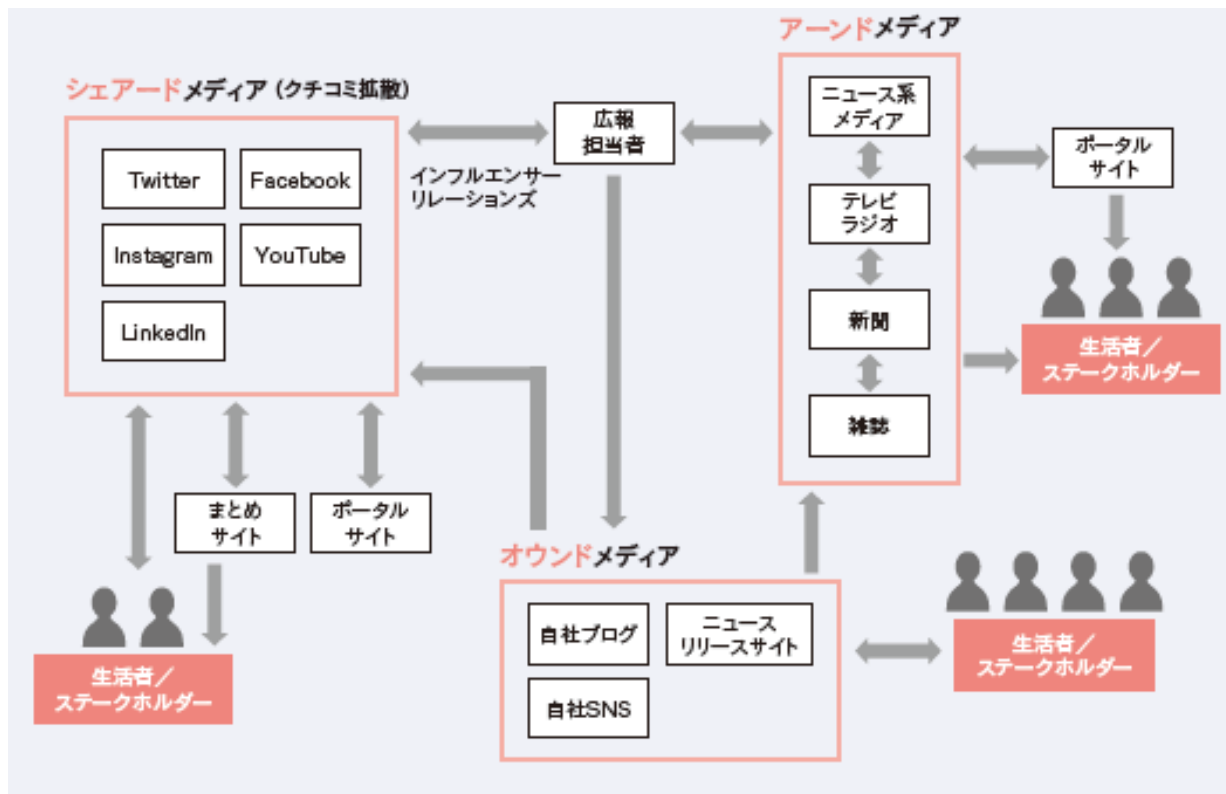 アーンドメディア
シェアードメディア（クチコミ拡散）
ニュース系
メディア
広報
担当者
ポータル
サイト
Twitter
Facebook
インフルエンサー
リレーションズ
テレビ
ラジオ
Instagram
YouTube
LinkedIn
新聞
生活者／
ステークホルダー
雑誌
まとめ
サイト
ポータル
サイト
オウンドメディア
自社ブログ
ニュース
リリースサイト
自社SNS
生活者／
ステークホルダー
生活者／
ステークホルダー